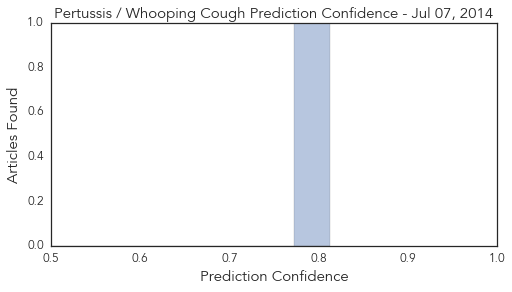 Pertussis / Whooping Cough Prediction Confidence - Jul 07, 2014
1.0
0.8
0.6
0.4
0.2
0.0
Articles Found
0.5 0.6 0.7 0.8 0.9 1.0
Prediction Confidence